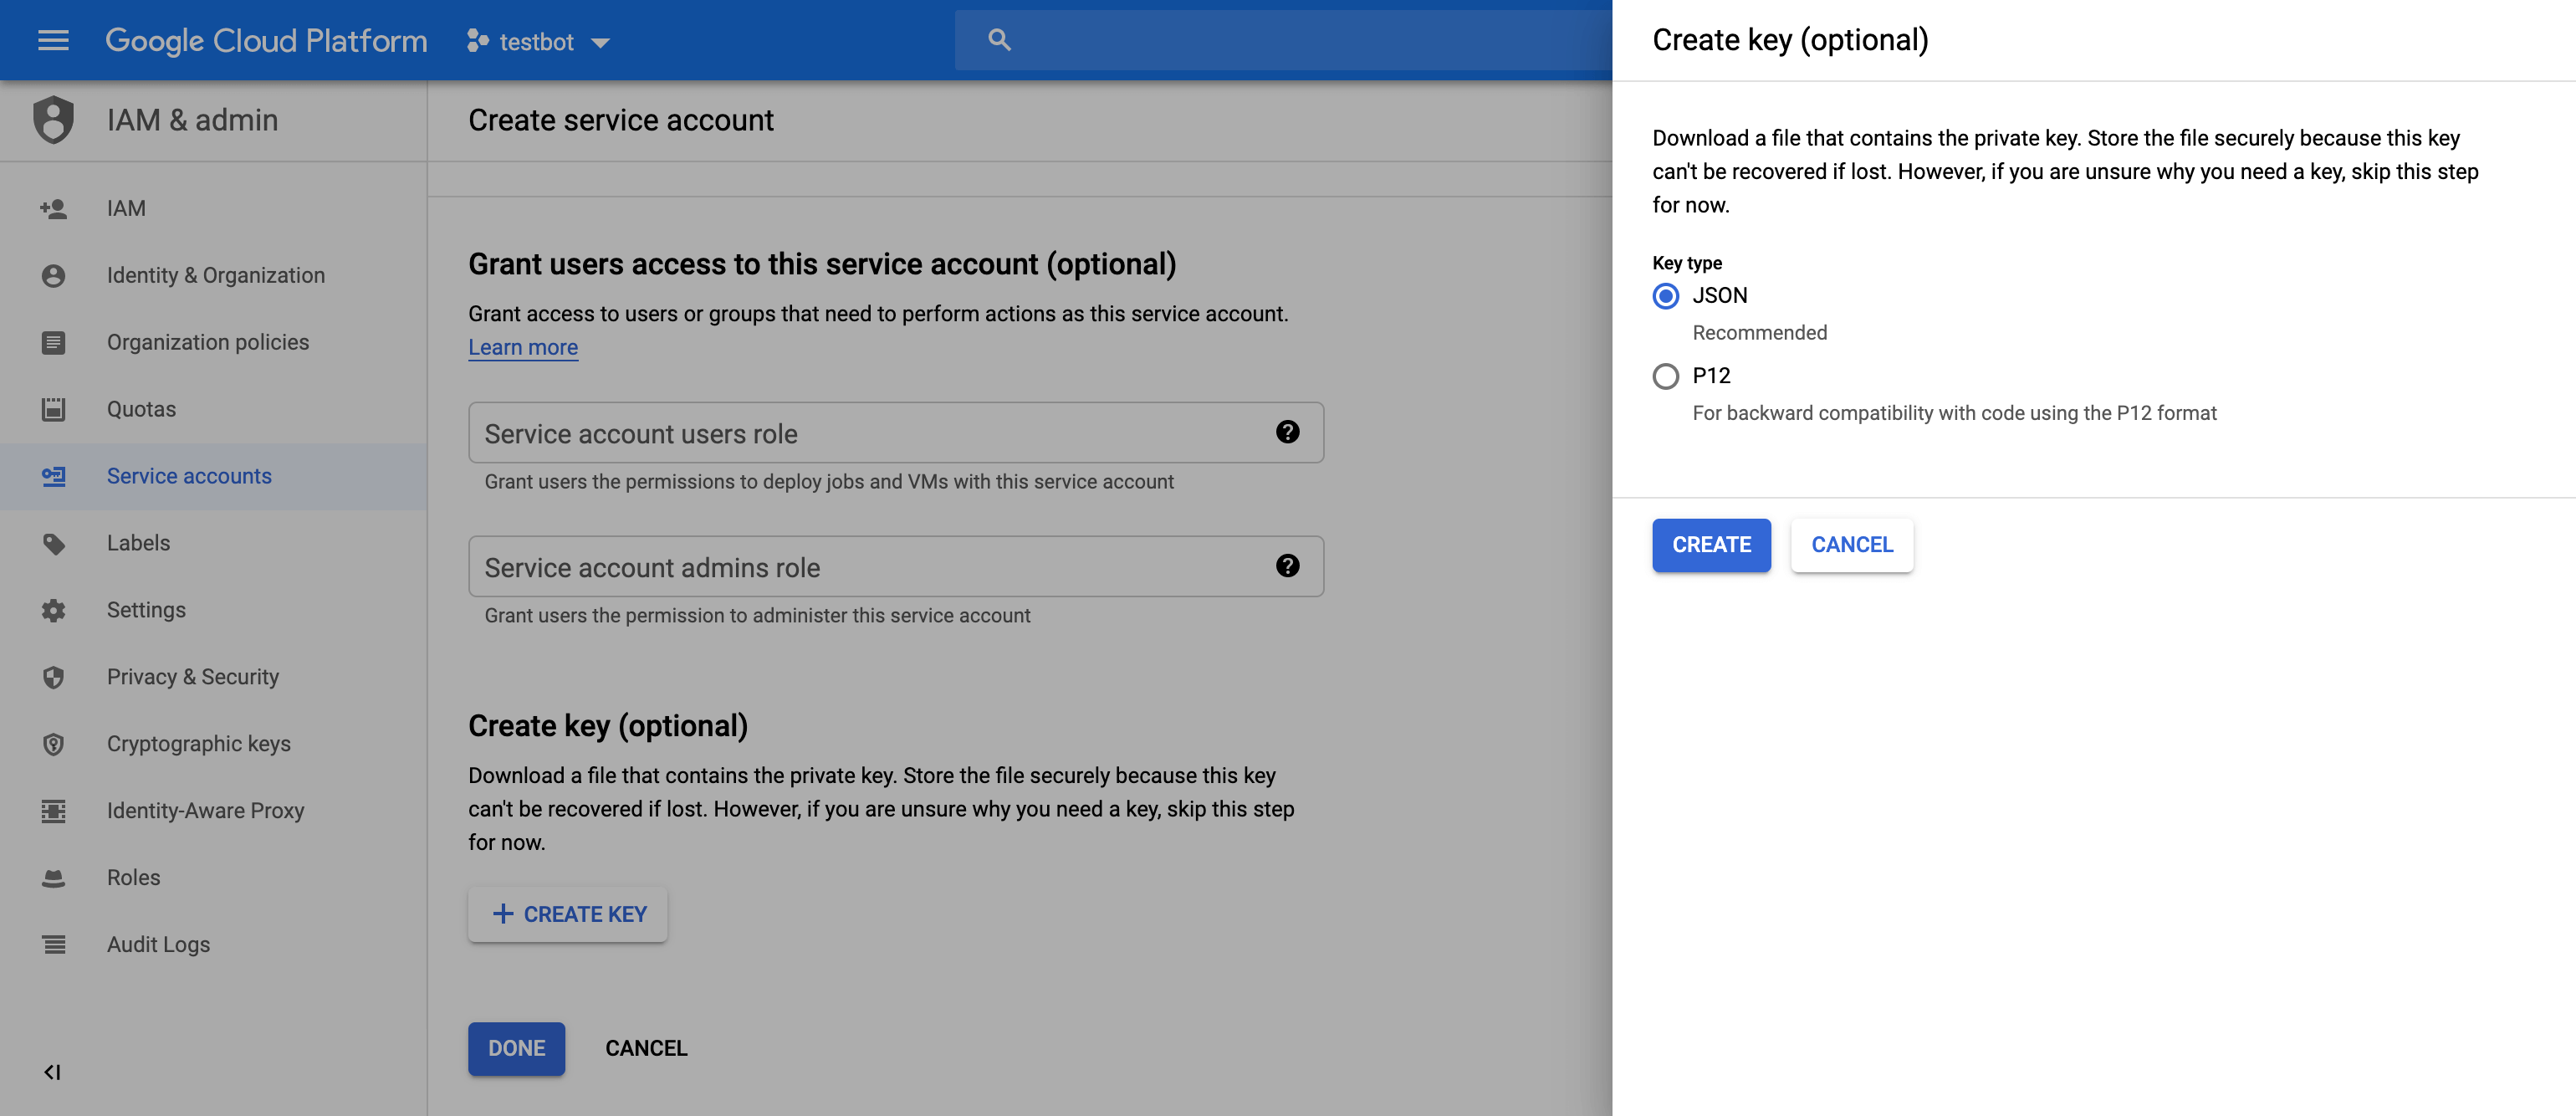 Google Cloud Platform
testbot
IAM & admin
IAM
Identity & Organization
Organization policies
Quotas
Service accounts
Labels
Settings
Privacy & Security
Cryptographic keys
Identity-Aware Proxy
Roles
Audit Logs
Create service account
Grant users access to this service account (optional)
Grant access to users or groups that need to perform actions as this service account.
Learn more
Service account users role
Grant users the permissions to deploy jobs and VMs with this service account
Service account admins role
Grant users the permission to administer this service account
Create key (optional)
Download a file that contains the private key. Store the file securely because this key
can't be recovered if lost. However, if you are unsure why you need a key, skip this step
for now.
CREATE KEY
DONE
CANCEL
Create key (optional)
Download a file that contains the private key. Store the file securely because this key
can't be recovered if lost. However, if you are unsure why you need a key, skip this step
for now.
Key type
JSON
Recommended
P12
For backward compatibility with code using the P12 format
CREATE
CANCEL